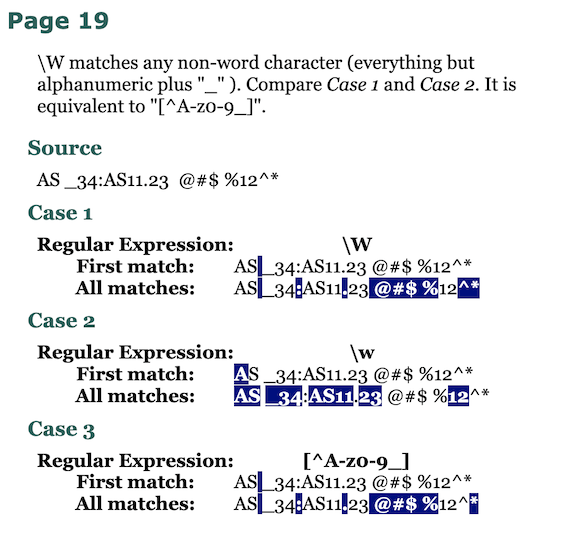 Page 19
\W matches any non-word character (everything but
alphanumeric plus "_" ). Compare Case 1 and Case 2. It is
equivalent to "[^A-z0-9_]".
Source
AS _34:AS11.23  @#$ %12^*
Case 1
Regular Expression: \W
First match: AS _34:AS11.23 @#$ %12^*
All matches: AS _34:AS11.23 @#$ %12^*
Case 2
Regular Expression: \w
First match: AS _34:AS11.23 @#$ %12^*
All matches: AS _34:AS11.23 @#$ %12^*
Case 3
Regular Expression: [^A-z0-9_]
First match: AS _34:AS11.23 @#$ %12^*
All matches: AS _34:AS11.23 @#$ %12^*